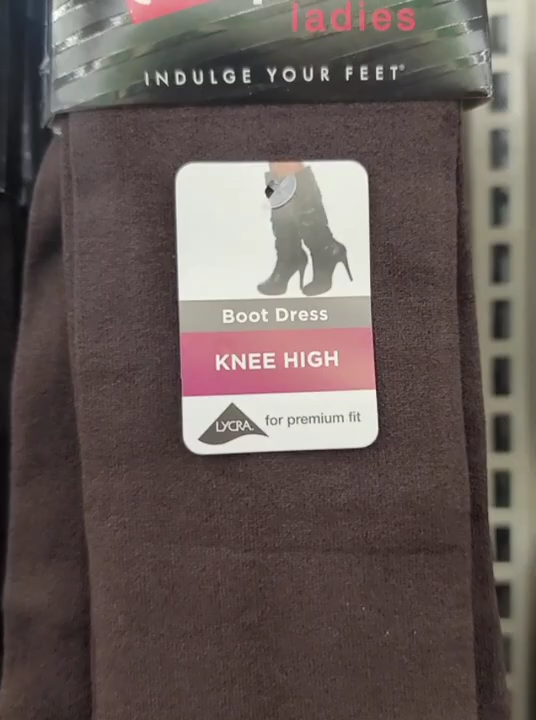 ladies
INDULGE YOUR FEET®
Boot Dress
KNEE HIGH
LYCRA. for premium fit